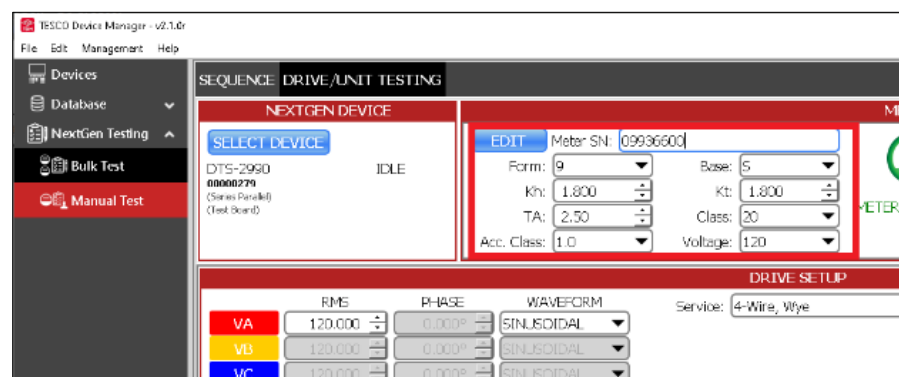 TESCO Device Manager - v2.1.0r
File Edit Management Help
Devices
Database
NextGen Testing
Bulk Test
Manual Test
SEQUENCE DRIVE/UNIT TESTING
NEXTGEN DEVICE
SELECT DEVICE
DTS-2990 IDLE
00000279
(Series Parallel)
(Test Board)
EDIT Meter SN: 09936600
Form: 9 Base: S
Kh: 1.800 Kt: 1.800
TA: 2.50 Class: 20
Acc. Class: 1.0 Voltage: 120
METER
DRIVE SETUP
RMS PHASE WAVEFORM
Service: 4-Wire, Wye
VA 120.000 0.000° SINUSOIDAL
VB 120.000 0.000° SINUSOIDAL
VC 120.000 0.000° SINUSOIDAL